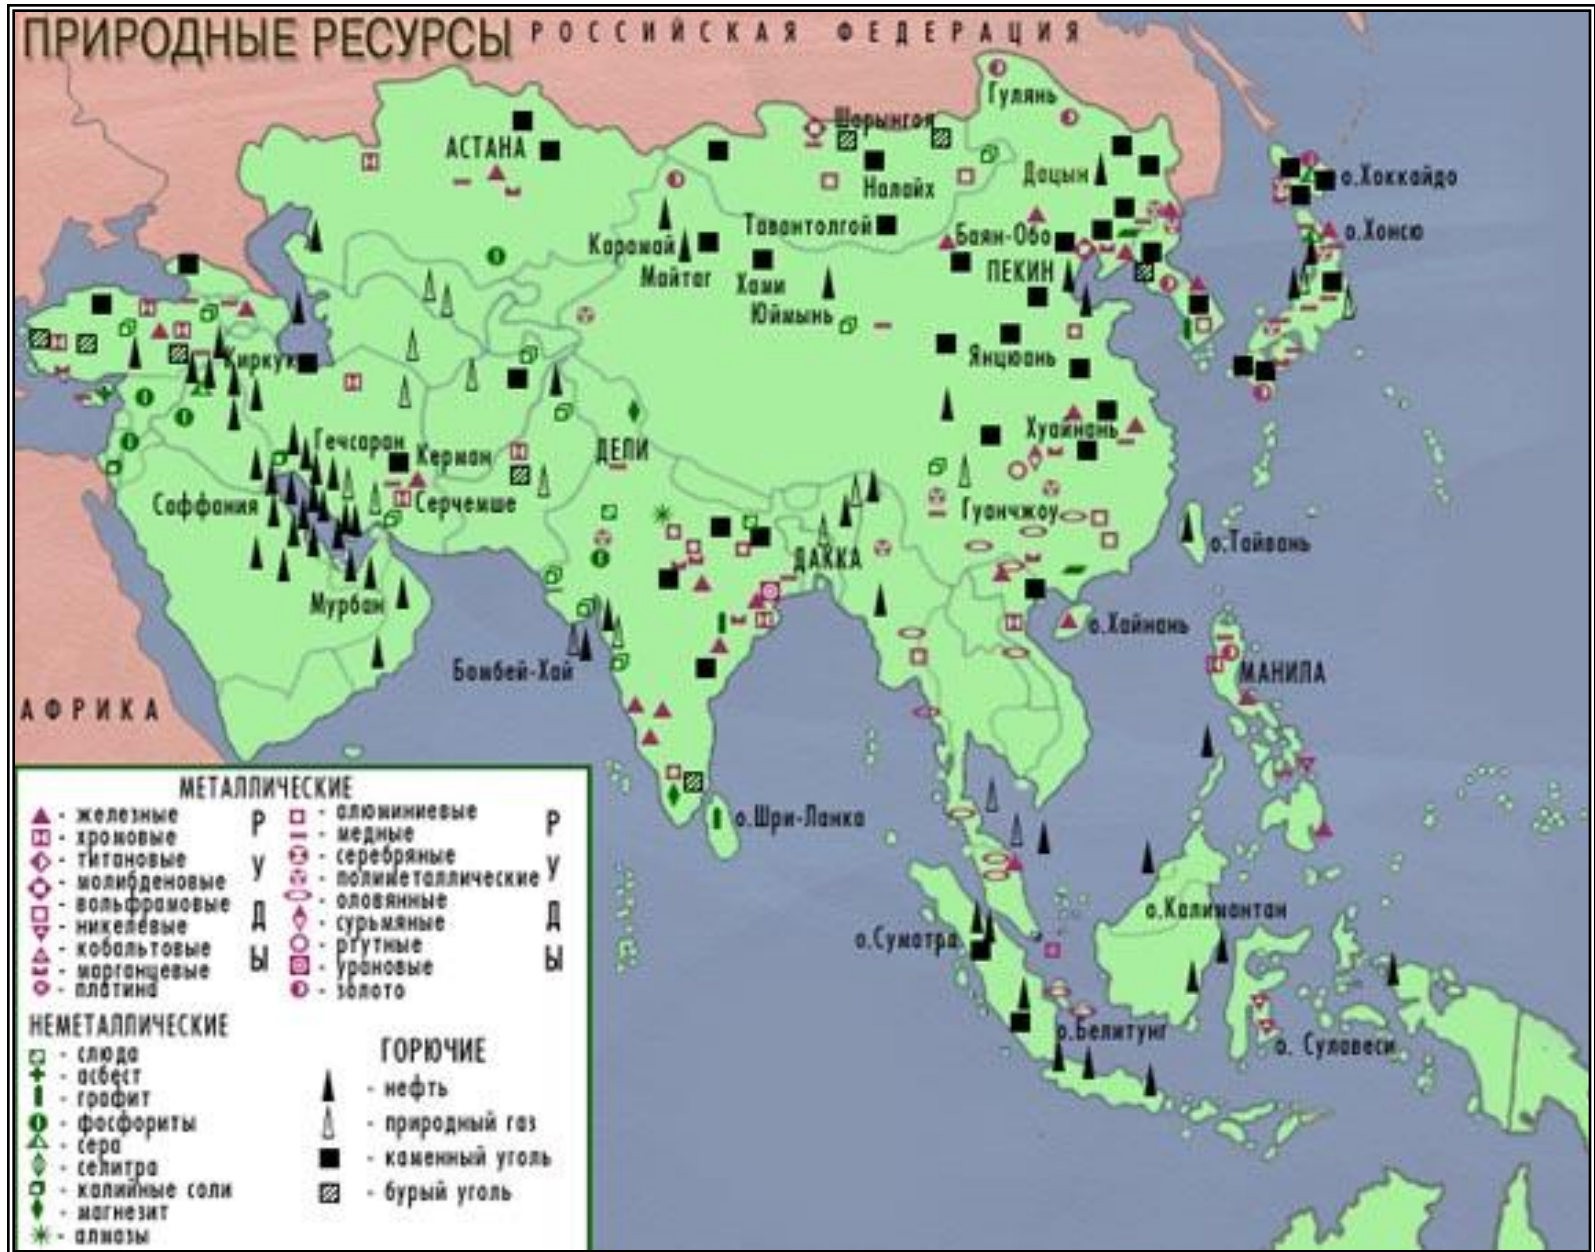 ПРИРОДНЫЕ РЕСУРСЫ
РОССИЙСКАЯ ФЕДЕРАЦИЯ
Гулянь
Шарынгол
АСТАНА
Налайх
Дацын
о.Хоккайдо
Тавантолгой
Баян-Обо
о.Хонсю
Карамай
Майтаг
Хами
ПЕКИН
Юймынь
Киркук
Янцюань
Гечсаран
Керман
ДЕЛИ
Хуайнань
Саффания
Серчемше
Гуанчжоу
о.Тайвань
ДАККА
Мурбан
о.Хайнань
Бомбей-Хай
МАНИЛА
АФРИКА
о.Шри-Ланка
о.Калимантан
о.Суматра
о.Белитунг
о. Сулавеси
МЕТАЛЛИЧЕСКИЕ
- железные
- хромовые
- титановые
- молибденовые
- вольфрамовые
- никелевые
- кобальтовые
- марганцевые
- платина
РУДЫ
- алюминиевые
- медные
- серебряные
- полиметаллические
- оловянные
- сурьмяные
- ртутные
- урановые
- золото
РУДЫ
НЕМЕТАЛЛИЧЕСКИЕ
- слюда
- асбест
- графит
- фосфориты
- сера
- селитра
- калийные соли
- магнезит
- алмазы
ГОРЮЧИЕ
- нефть
- природный газ
- каменный уголь
- бурый уголь